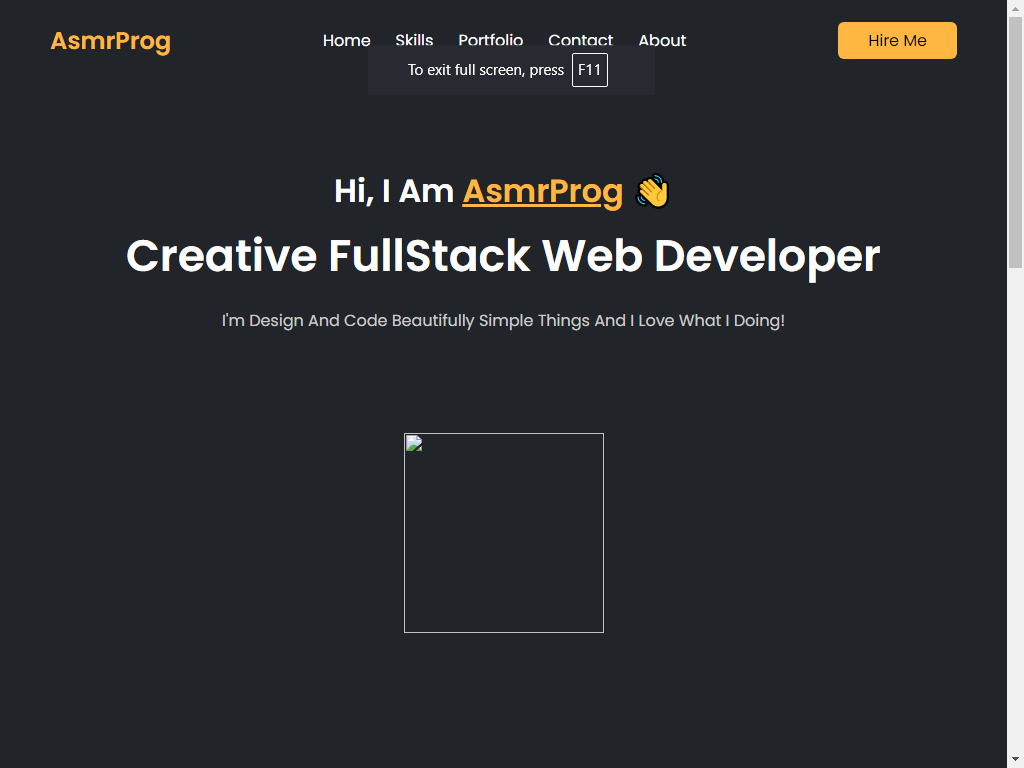 AsmrProg
Home Skills Portfolio Contact About
Hire Me
To exit full screen, press F11
Hi, I Am AsmrProg 👋
Creative FullStack Web Developer
I'm Design And Code Beautifully Simple Things And I Love What I Doing!